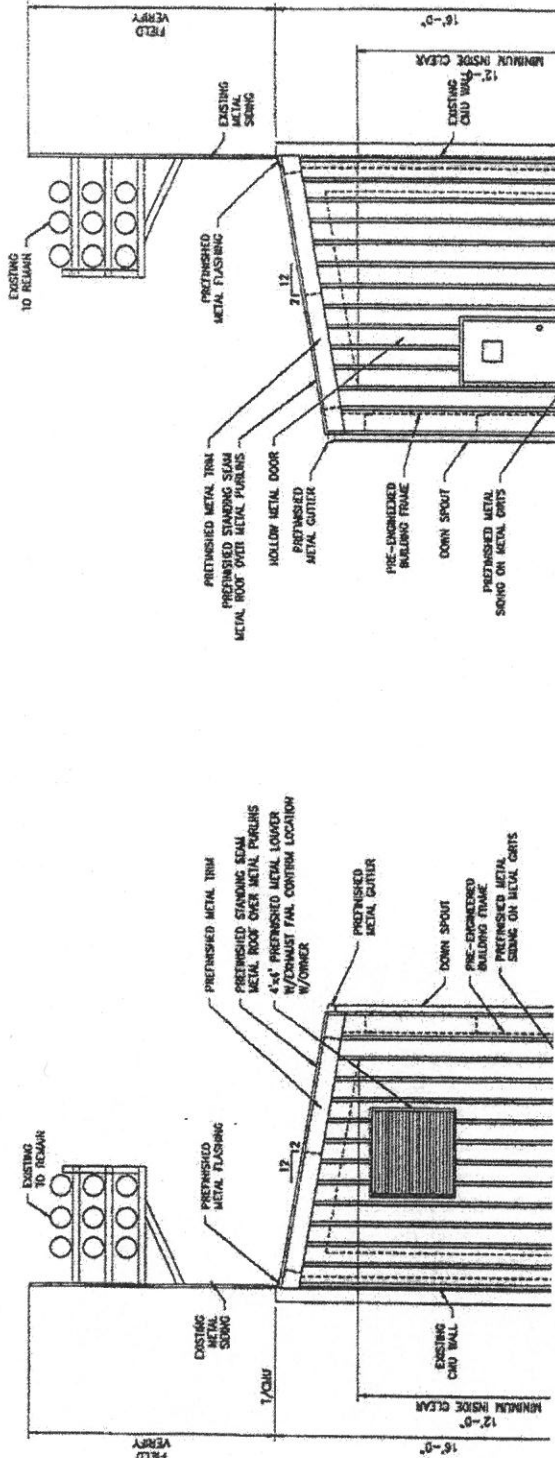 FIELD
VERIFY
16'-0"
12'-0"
MINIMUM INSIDE CLEAR
EXISTING
TO REMAIN
EXISTING
METAL
SIDING
PREFINISHED
METAL FLASHING
EXISTING
CMU WALL
12
2
PREFINISHED METAL TRIM
PREFINISHED STANDING SEAM
METAL ROOF OVER METAL PURLINS
HOLLOW METAL DOOR
PREFINISHED
METAL GUTTER
PRE-ENGINEERED
BUILDING FRAME
DOWN SPOUT
PREFINISHED METAL
SIDING ON METAL GIRTS
EXISTING
TO REMAIN
PREFINISHED METAL TRIM
PREFINISHED STANDING SEAM
METAL ROOF OVER METAL PURLINS
4'x4' PREFINISHED METAL LOUVER
W/EXHAUST FAN. CONFIRM LOCATION
W/OWNER
PREFINISHED
METAL GUTTER
DOWN SPOUT
PRE-ENGINEERED
BUILDING FRAME
PREFINISHED METAL
SIDING ON METAL GIRTS
PREFINISHED
METAL FLASHING
12
12
EXISTING
METAL
SIDING
EXISTING
CMU WALL
T/CMU
FIELD
VERIFY
16'-0"
12'-0"
MINIMUM INSIDE CLEAR